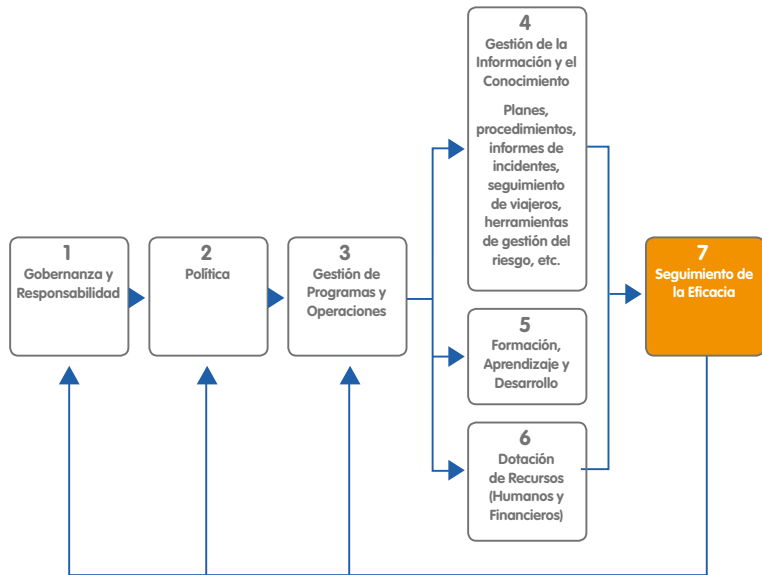 1
Gobernanza y
Responsabilidad
2
Política
3
Gestión de
Programas y
Operaciones
4
Gestión de la
Información y el
Conocimiento
Planes,
procedimientos,
informes de
incidentes,
seguimiento
de viajeros,
herramientas
de gestión del
riesgo, etc.
5
Formación,
Aprendizaje y
Desarrollo
6
Dotación
de Recursos
(Humanos y
Financieros)
7
Seguimiento de
la Eficacia